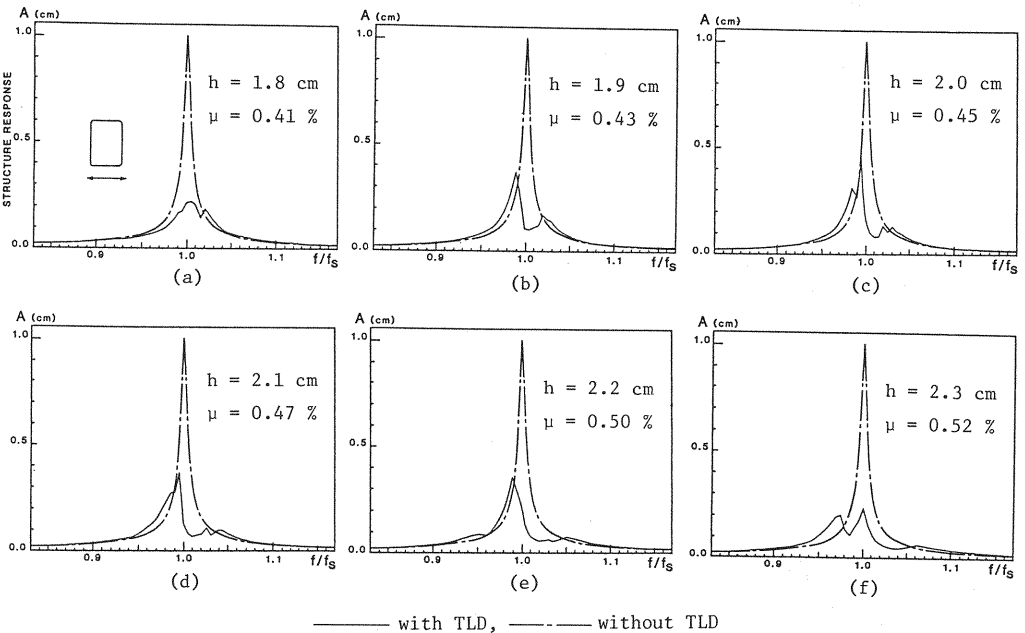 A (cm)
1.0
0.5
0.0
STRUCTURE RESPONSE
h = 1.8 cm
μ = 0.41 %
0.9
1.0
1.1
f/fs
(a)
A (cm)
1.0
0.5
0.0
h = 1.9 cm
μ = 0.43 %
0.9
1.0
1.1
f/fs
(b)
A (cm)
1.0
0.5
0.0
h = 2.0 cm
μ = 0.45 %
0.9
1.0
1.1
f/fs
(c)
A (cm)
1.0
0.5
0.0
h = 2.1 cm
μ = 0.47 %
0.9
1.0
1.1
f/fs
(d)
A (cm)
1.0
0.5
0.0
h = 2.2 cm
μ = 0.50 %
0.9
1.0
1.1
f/fs
(e)
A (cm)
1.0
0.5
0.0
h = 2.3 cm
μ = 0.52 %
0.9
1.0
1.1
f/fs
(f)
with TLD, without TLD